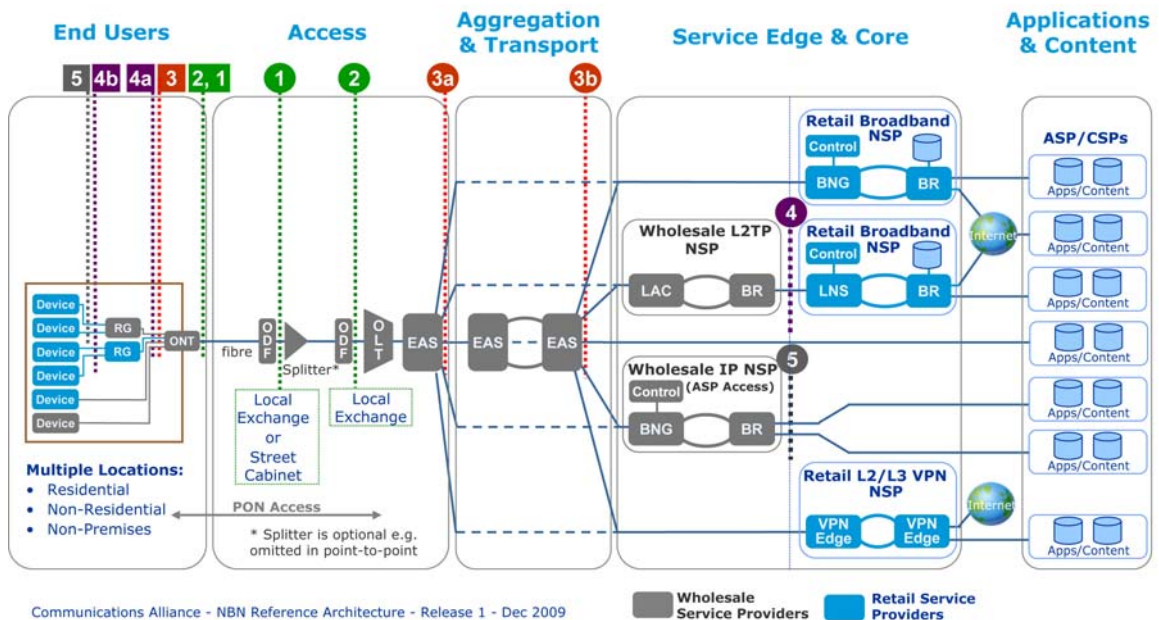 End Users
Access
Aggregation
& Transport
Service Edge & Core
Applications
& Content
5
4b
4a
3
2, 1
1
2
3a
3b
Device
Device
Device
Device
Device
Device
RG
RG
ONT
fibre
ODF
Splitter*
ODF
OLT
EAS
EAS
EAS
Local
Exchange
or
Street
Cabinet
Local
Exchange
Multiple Locations:
• Residential
• Non-Residential
• Non-Premises
PON Access
* Splitter is optional e.g.
omitted in point-to-point
Retail Broadband
NSP
Control
BNG
BR
4
Wholesale L2TP
NSP
LAC
BR
Retail Broadband
NSP
Control
LNS
BR
Internet
5
Wholesale IP NSP
(ASP Access)
Control
BNG
BR
Retail L2/L3 VPN
NSP
VPN
Edge
VPN
Edge
Internet
ASP/CSPs
Apps/Content
Apps/Content
Apps/Content
Apps/Content
Apps/Content
Apps/Content
Apps/Content
Communications Alliance - NBN Reference Architecture - Release 1 - Dec 2009
Wholesale
Service Providers
Retail Service
Providers